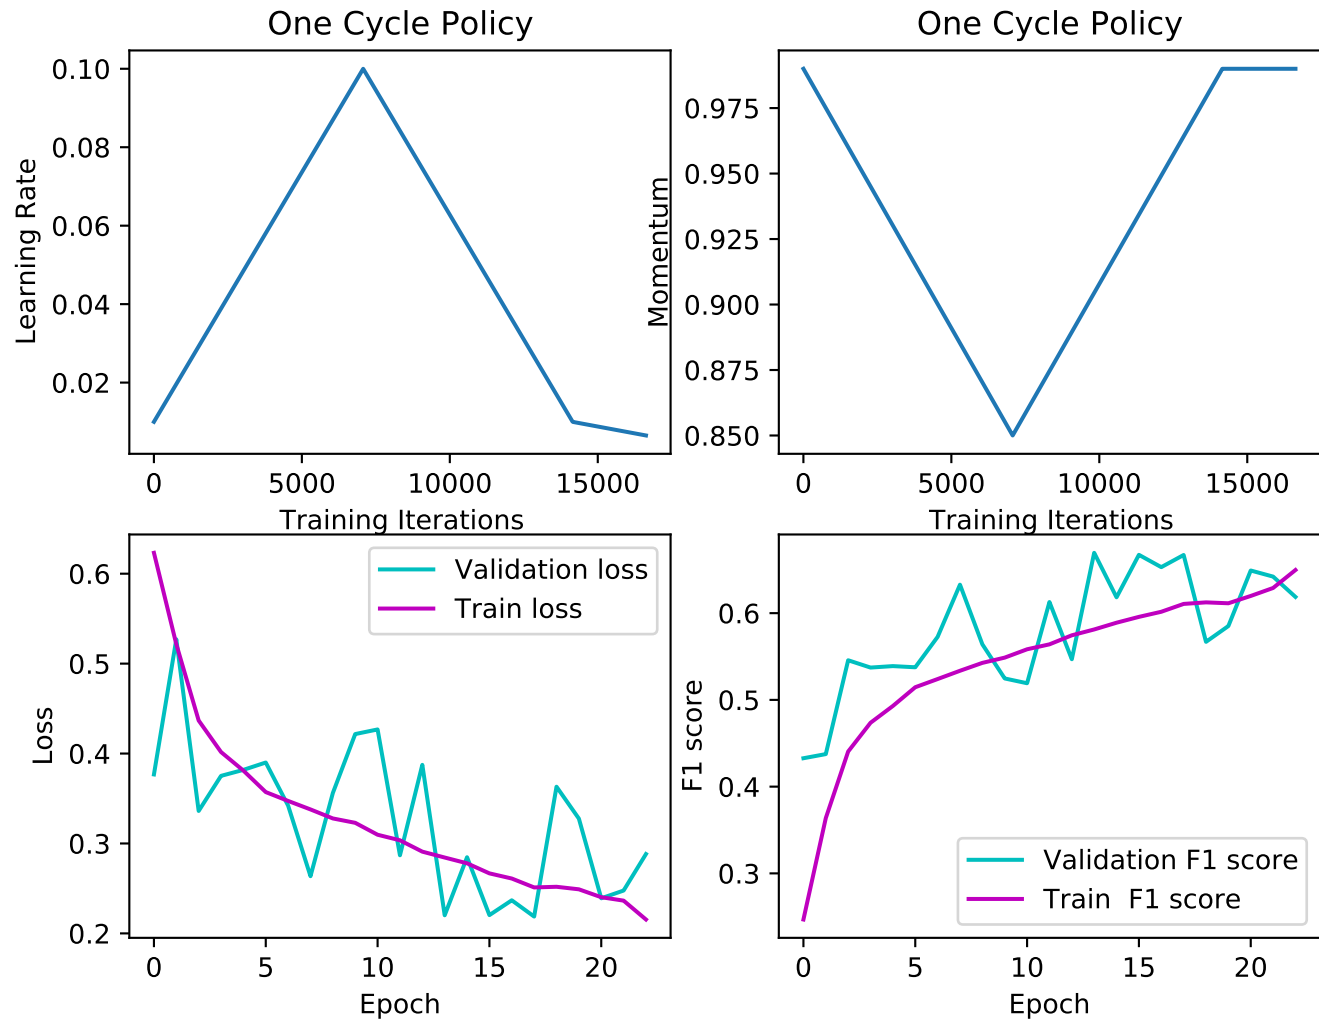 One Cycle Policy
0.10
0.08
0.06
0.04
0.02
Learning Rate
0 5000 10000 15000
Training Iterations
One Cycle Policy
0.975
0.950
0.925
0.900
0.875
0.850
Momentum
0 5000 10000 15000
Training Iterations
0.6
0.5
0.4
0.3
0.2
Loss
Validation loss
Train loss
0 5 10 15 20
Epoch
0.6
0.5
0.4
0.3
F1 score
Validation F1 score
Train  F1 score
0 5 10 15 20
Epoch